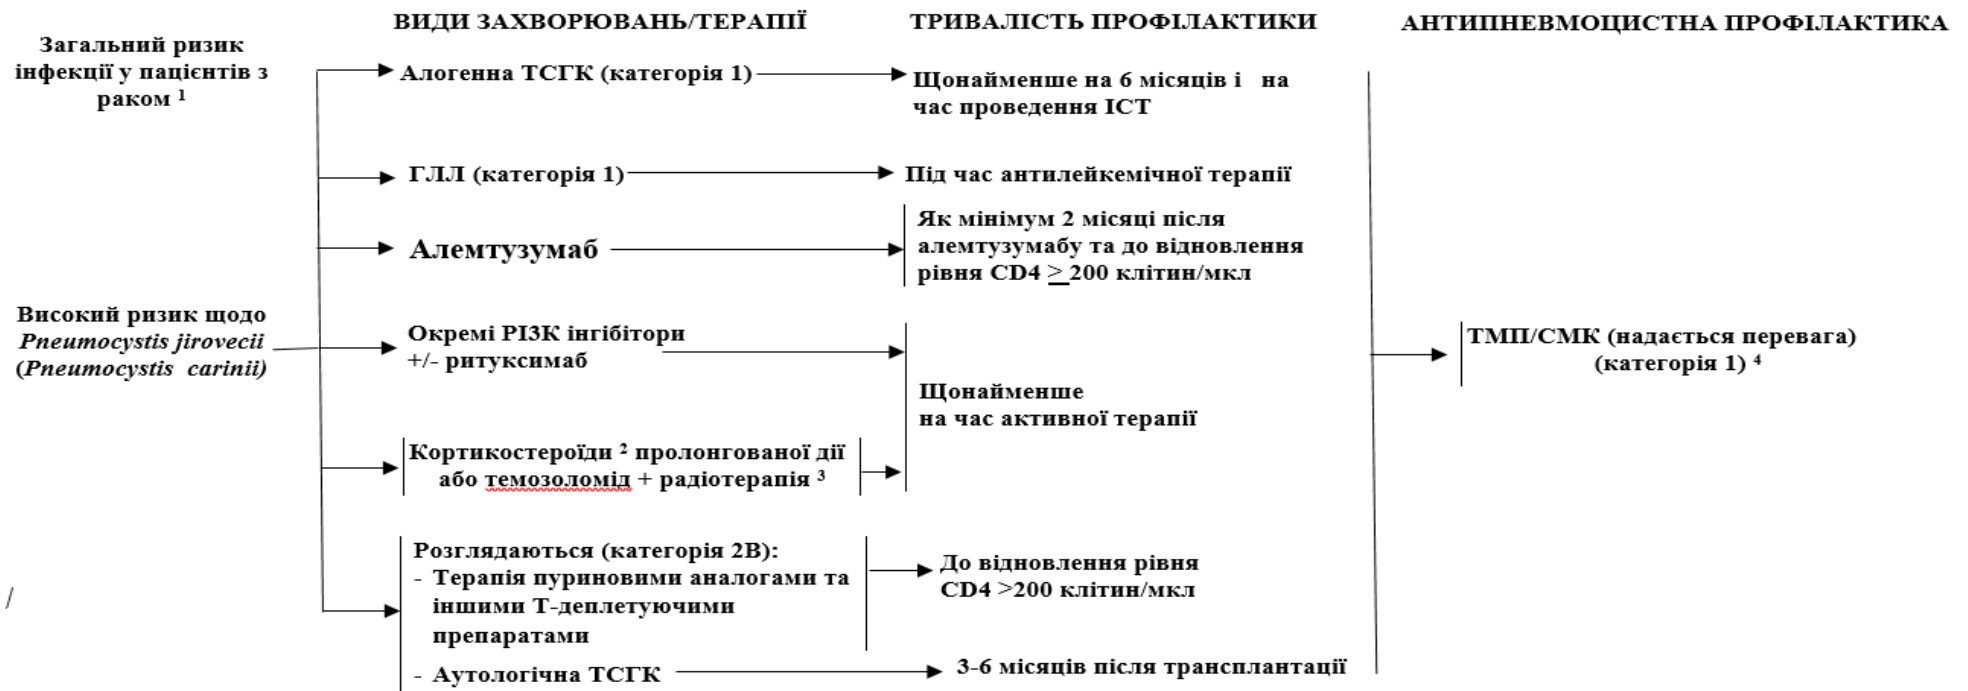 ВИДИ ЗАХВОРЮВАНЬ/ТЕРАПІЇ
ТРИВАЛІСТЬ ПРОФІЛАКТИКИ
АНТИПНЕВМОЦИСТНА ПРОФІЛАКТИКА
Загальний ризик
інфекції у пацієнтів з
раком ¹
Алогенна ТСГК (категорія 1)
Щонайменше на 6 місяців і на
час проведення ІСТ
ГЛЛ (категорія 1)
Під час антилейкемічної терапії
Алемтузумаб
Як мінімум 2 місяці після
алемтузумабу та до відновлення
рівня CD4 ≥ 200 клітин/мкл
Високий ризик щодо
Pneumocystis jirovecii
(Pneumocystis carinii)
Окремі РІЗК інгібітори
+/- ритуксимаб
Щонайменше
на час активної терапії
Кортикостероїди ² пролонгованої дії
або темозоломід + радіотерапія ³
Розглядаються (категорія 2В):
- Терапія пуриновими аналогами та
іншими Т-деплетуючими
препаратами
До відновлення рівня
CD4 >200 клітин/мкл
- Аутологічна ТСГК
3-6 місяців після трансплантації
ТМП/СМК (надається перевага)
(категорія 1) ⁴
/